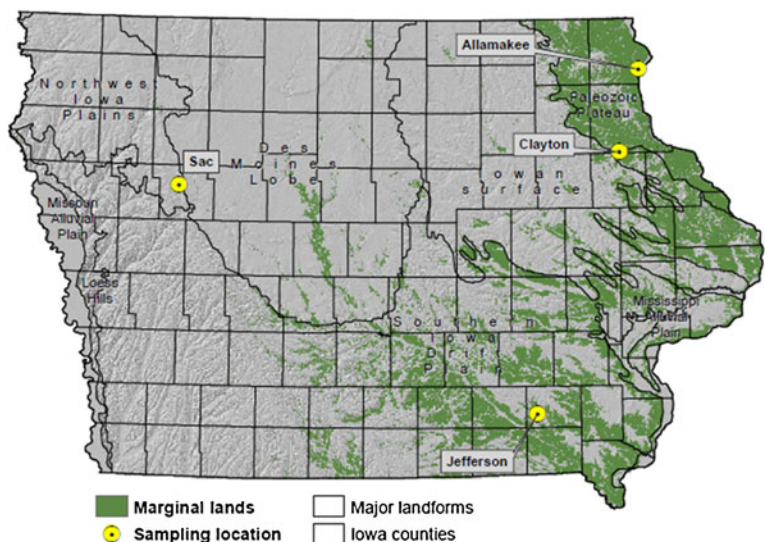 Allamakee
Northwest
Iowa
Plains
Paleozoic
Plateau
Clayton
Sac
Des
Moines
Lobe
Iowan
surface
Missouri
Alluvial
Plain
Loess
Hills
Mississippi
Alluvial
Plain
Southern
Iowa
Drift
Plain
Jefferson
Marginal lands
Major landforms
Sampling location
Iowa counties